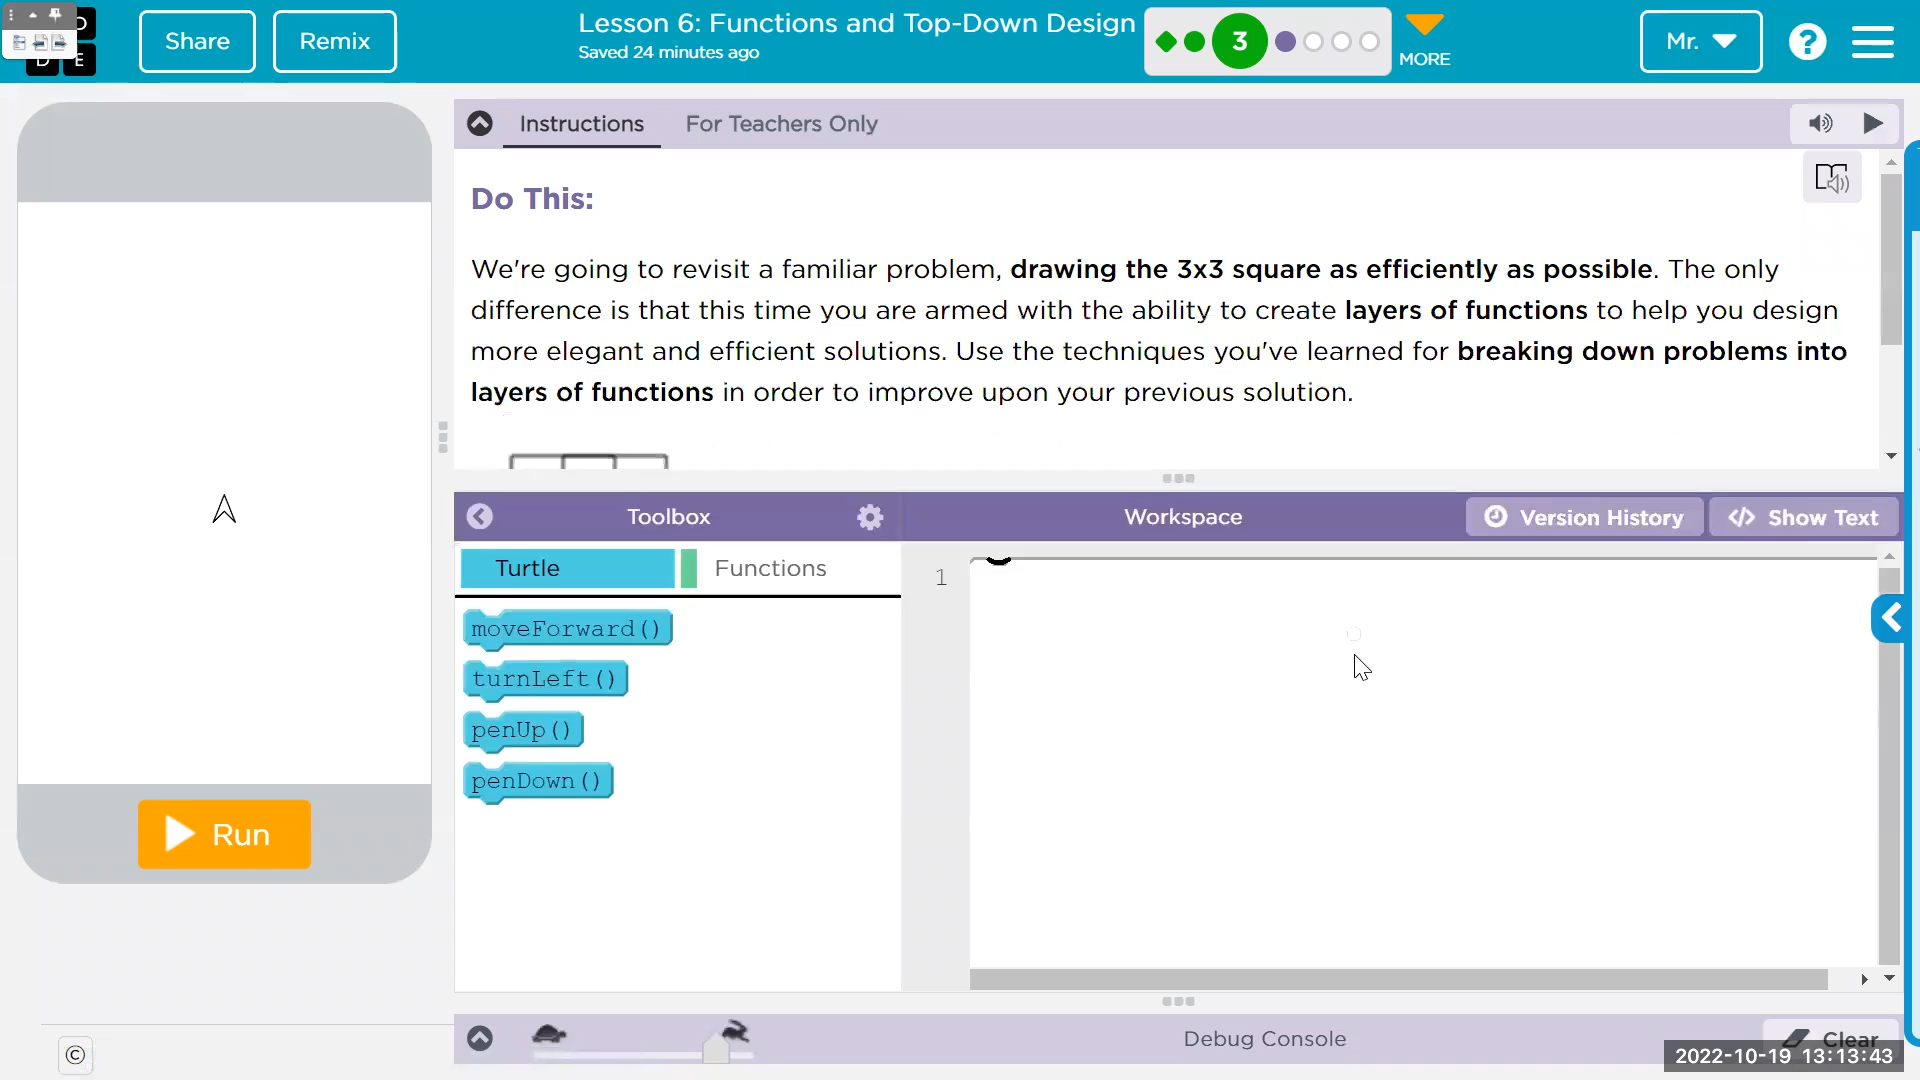 D
D E
Share
Remix
Lesson 6: Functions and Top-Down Design
Saved 24 minutes ago
3
MORE
Mr.
?
Instructions
For Teachers Only
Do This:
We're going to revisit a familiar problem, drawing the 3x3 square as efficiently as possible. The only
difference is that this time you are armed with the ability to create layers of functions to help you design
more elegant and efficient solutions. Use the techniques you've learned for breaking down problems into
layers of functions in order to improve upon your previous solution.
Toolbox
Workspace
Version History
</> Show Text
Turtle
Functions
1
moveForward()
turnLeft()
penUp()
penDown()
Run
Debug Console
Clear
©
2022-10-19 13:13:43